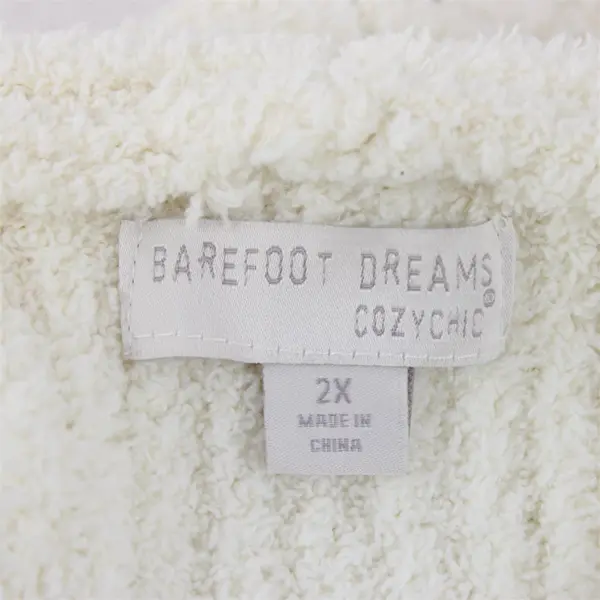 BAREFOOT DREAMS®
COZYCHIC
2X
MADE IN
CHINA